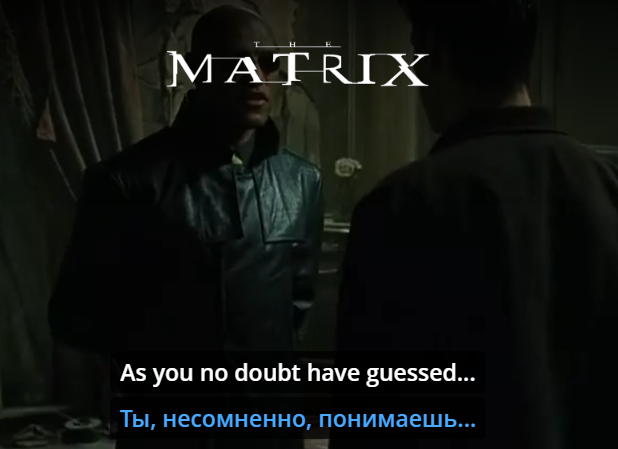 THE
MATRIX
As you no doubt have guessed...
Ты, несомненно, понимаешь...